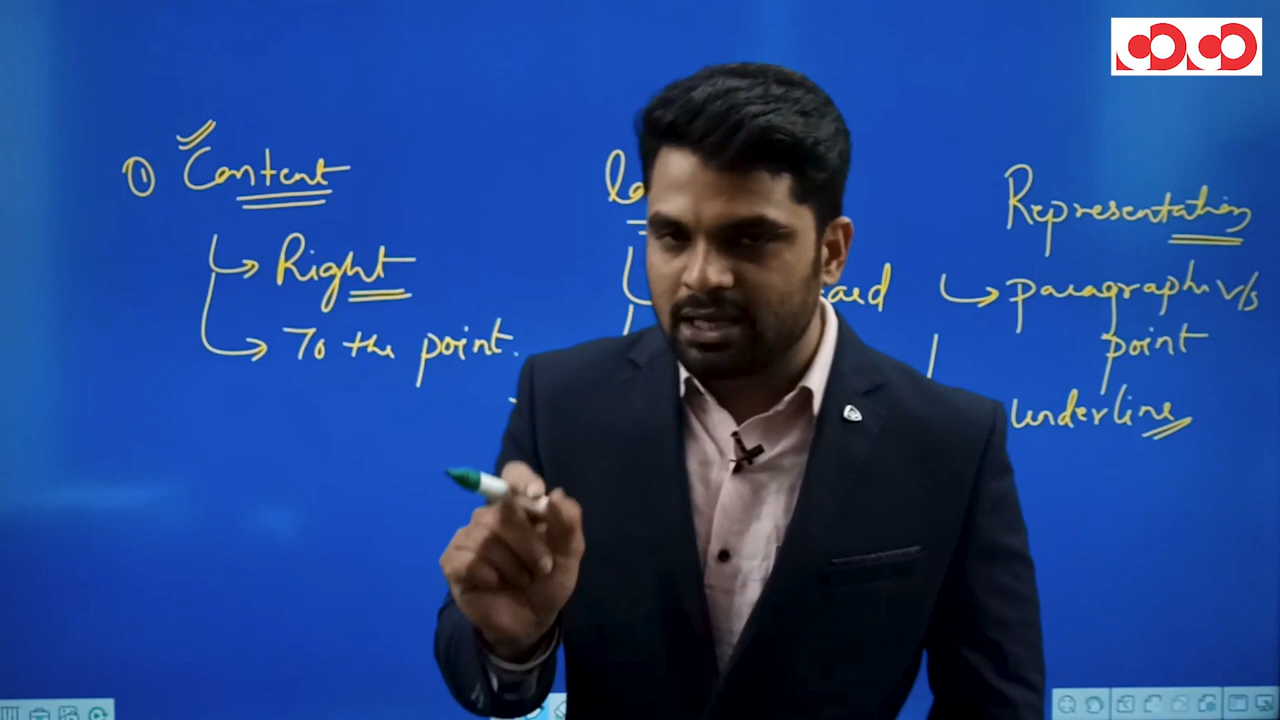 ① Content
→ Right
→ To the point.
Representation
→ paragraph v/s
point
underline